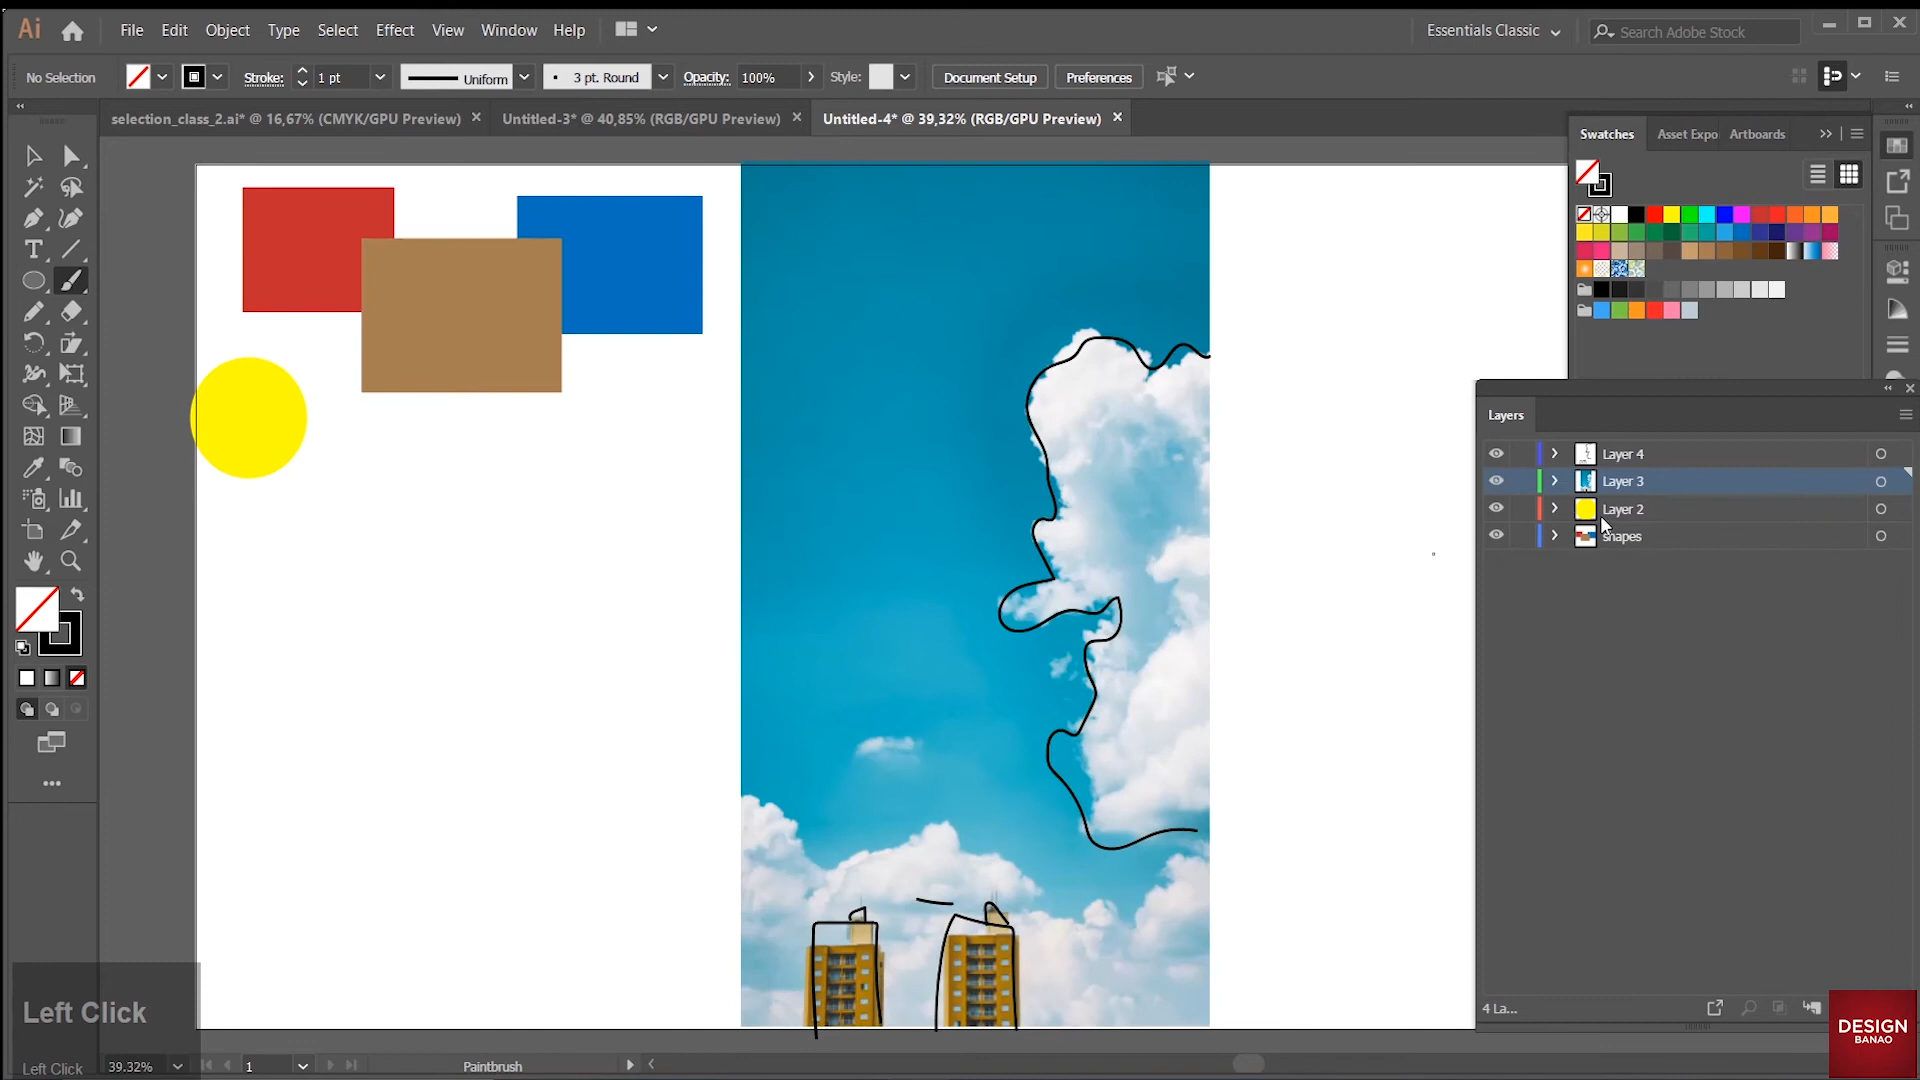 Ai File Edit Object Type Select Effect View Window Help Essentials Classic Search Adobe Stock
No Selection Stroke: 1 pt Uniform 3 pt. Round Opacity: 100% Style: Document Setup Preferences
selection_class_2.ai* @ 16,67% (CMYK/GPU Preview) Untitled-3* @ 40,85% (RGB/GPU Preview) Untitled-4* @ 39,32% (RGB/GPU Preview)
Swatches Asset Expo Artboards
Layers
Layer 4
Layer 3
Layer 2
shapes
4 La...
Left Click
Left Click 39.32% 1 Paintbrush
DESIGN
BANAO